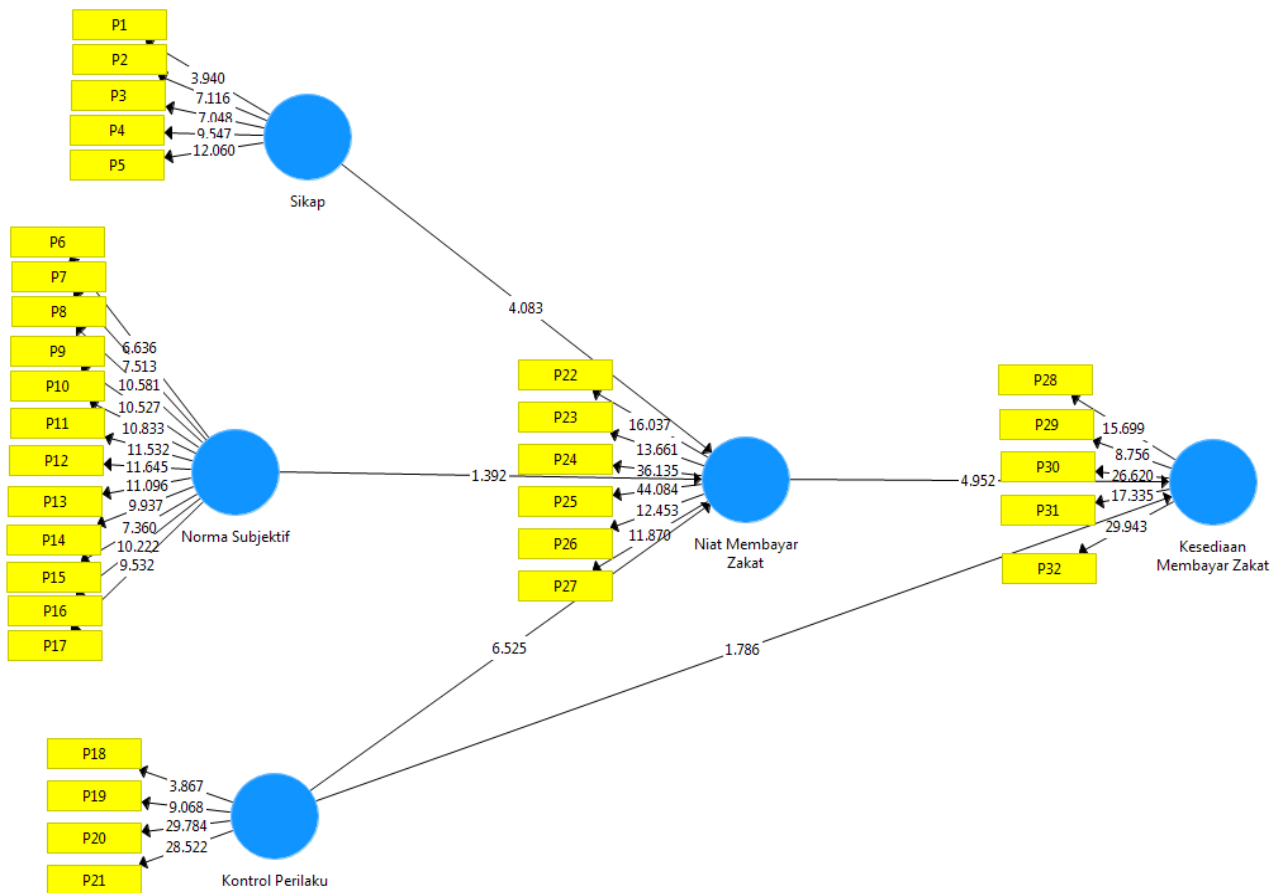 P1
P2
P3
P4
P5
3.940
7.116
7.048
9.547
12.060
Sikap
P6
P7
P8
P9
P10
P11
P12
P13
P14
P15
P16
P17
6.636
7.513
10.581
10.527
10.833
11.532
11.645
11.096
9.937
7.360
10.222
9.532
Norma Subjektif
P18
P19
P20
P21
3.867
9.068
29.784
28.522
Kontrol Perilaku
4.083
1.392
6.525
1.786
P22
P23
P24
P25
P26
P27
16.037
13.661
36.135
44.084
12.453
11.870
Niat Membayar
Zakat
4.952
P28
P29
P30
P31
P32
15.699
8.756
26.620
17.335
29.943
Kesediaan
Membayar Zakat